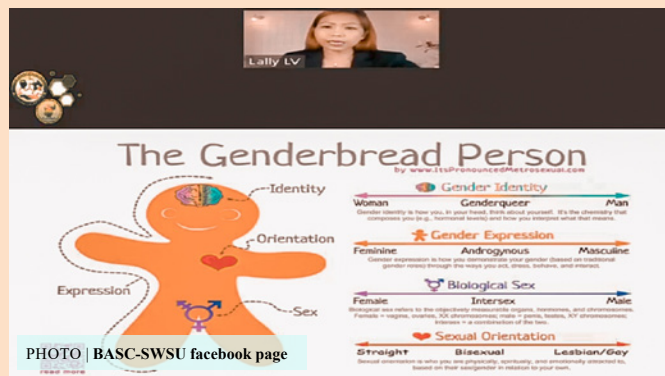 Lally LV
The Genderbread Person
by www.ItsPronouncedMetrosexual.com
Identity
Orientation
Expression
Sex
Gender Identity
Woman Genderqueer Man
Gender identity is how you, in your head, think about yourself. It's the chemistry that
composes you (e.g., hormonal levels) and how you interpret what that means.
Gender Expression
Feminine Androgynous Masculine
Gender expression is how you demonstrate your gender (based on traditional
gender roles) through the ways you act, dress, behave, and interact.
Biological Sex
Female Intersex Male
Biological sex refers to the objectively measurable organs, hormones, and chromosomes.
Female = vagina, ovaries, XX chromosomes; male = penis, testes, XY chromosomes;
intersex = a combination of the two.
Sexual Orientation
Straight Bisexual Lesbian/Gay
Sexual orientation is who you are physically, spiritually, and emotionally attracted to,
based on their sex/gender in relation to your own.
PHOTO | BASC-SWSU facebook page
read more